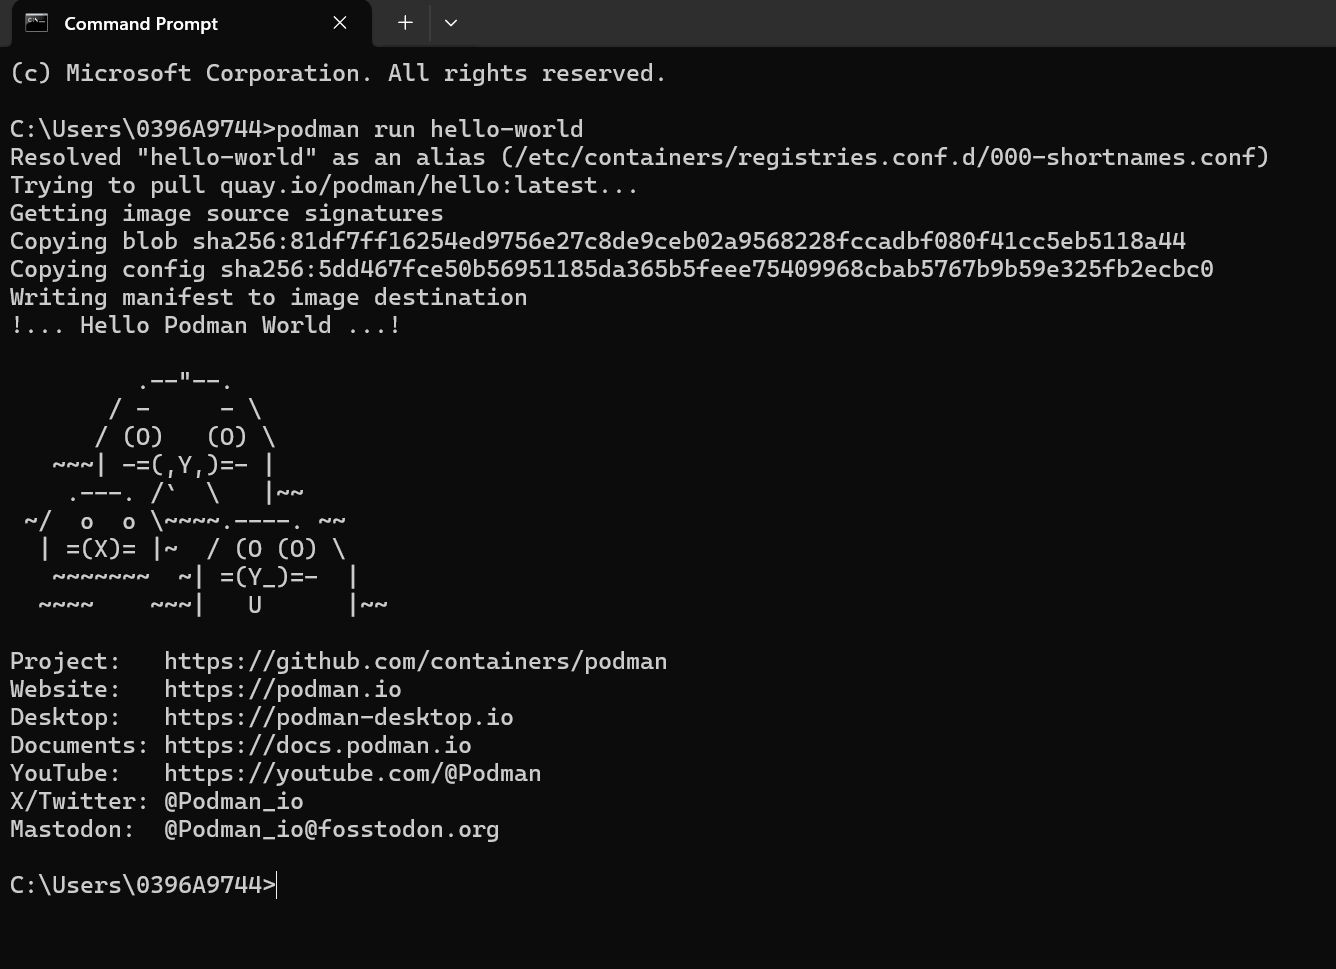 Command Prompt
(c) Microsoft Corporation. All rights reserved.
C:\Users\0396A9744>podman run hello-world
Resolved "hello-world" as an alias (/etc/containers/registries.conf.d/000-shortnames.conf)
Trying to pull quay.io/podman/hello:latest...
Getting image source signatures
Copying blob sha256:81df7ff16254ed9756e27c8de9ceb02a9568228fccadbf080f41cc5eb5118a44
Copying config sha256:5dd467fce50b56951185da365b5feee75409968cbab5767b9b59e325fb2ecbc0
Writing manifest to image destination
!... Hello Podman World ...!
         .--"--.
       / -     - \
      / (O)   (O) \
   ~~~| -=(,Y,)=- |
    .---. /`  \   |~~
 ~/  o  o \~~~~.----. ~~
  | =(X)= |~  / (O (O) \
   ~~~~~~~  ~| =(Y_)=-  |
  ~~~~    ~~~|   U      |~~
Project:   https://github.com/containers/podman
Website:   https://podman.io
Desktop:   https://podman-desktop.io
Documents: https://docs.podman.io
YouTube:   https://youtube.com/@Podman
X/Twitter: @Podman_io
Mastodon:  @Podman_io@fosstodon.org
C:\Users\0396A9744>